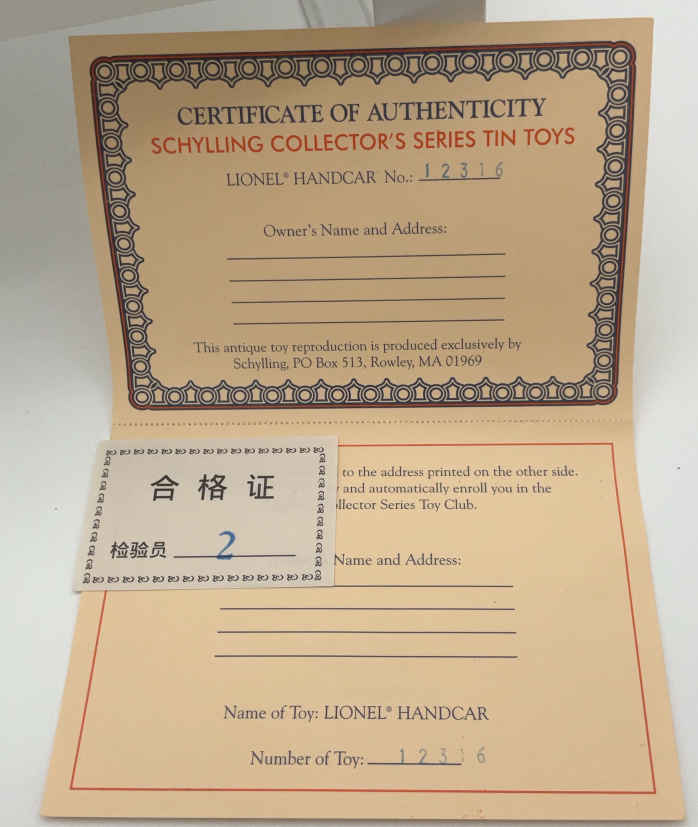 CERTIFICATE OF AUTHENTICITY
SCHYLLING COLLECTOR'S SERIES TIN TOYS
LIONEL® HANDCAR No.: 12316
Owner's Name and Address:
This antique toy reproduction is produced exclusively by
Schylling, PO Box 513, Rowley, MA 01969
to the address printed on the other side.
and automatically enroll you in the
llector Series Toy Club.
Name and Address:
合格证
检验员 2
Name of Toy: LIONEL® HANDCAR
Number of Toy: 12316